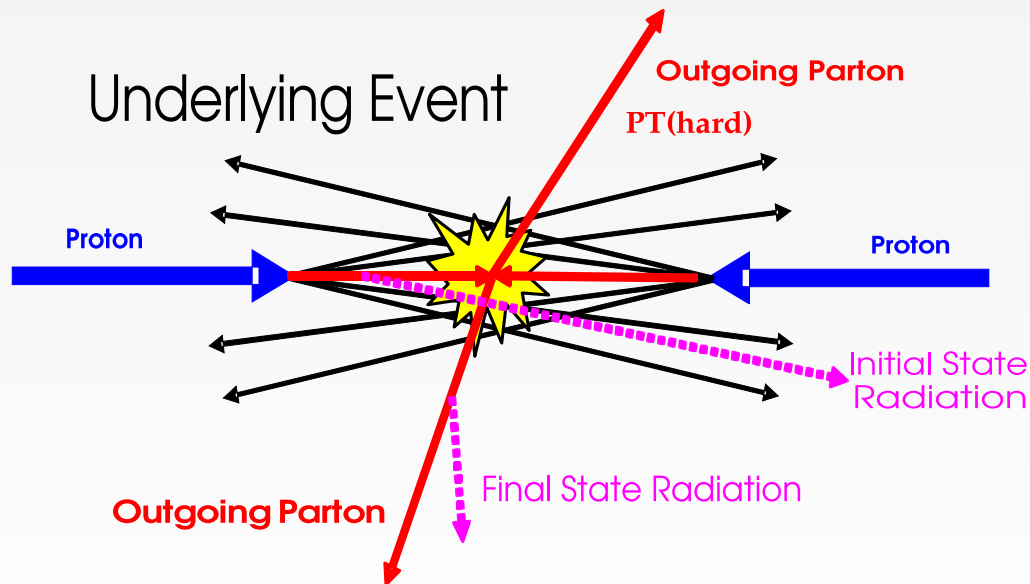 Outgoing Parton
Underlying Event
PT(hard)
Proton
Proton
Initial State
Radiation
Final State Radiation
Outgoing Parton